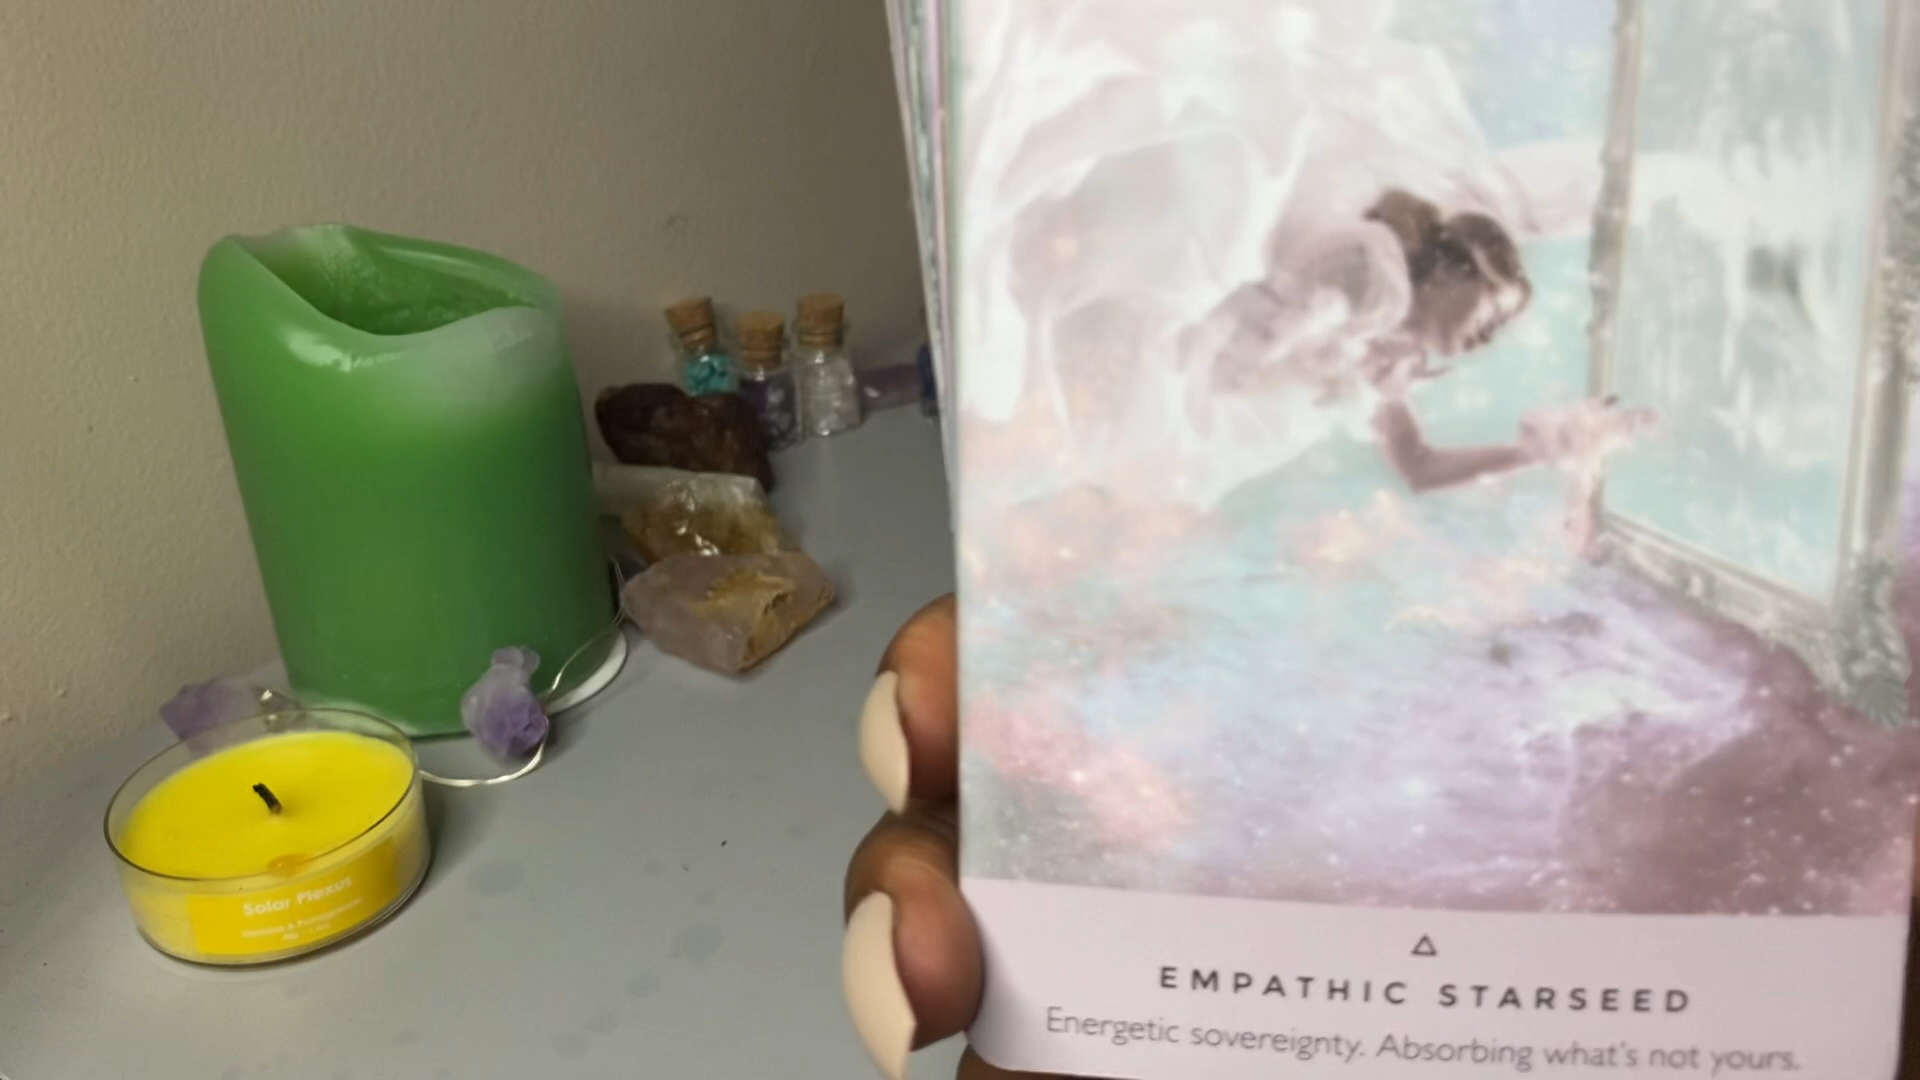 Solar Plexus
EMPATHIC STARSEED
Energetic sovereignty. Absorbing what's not yours.